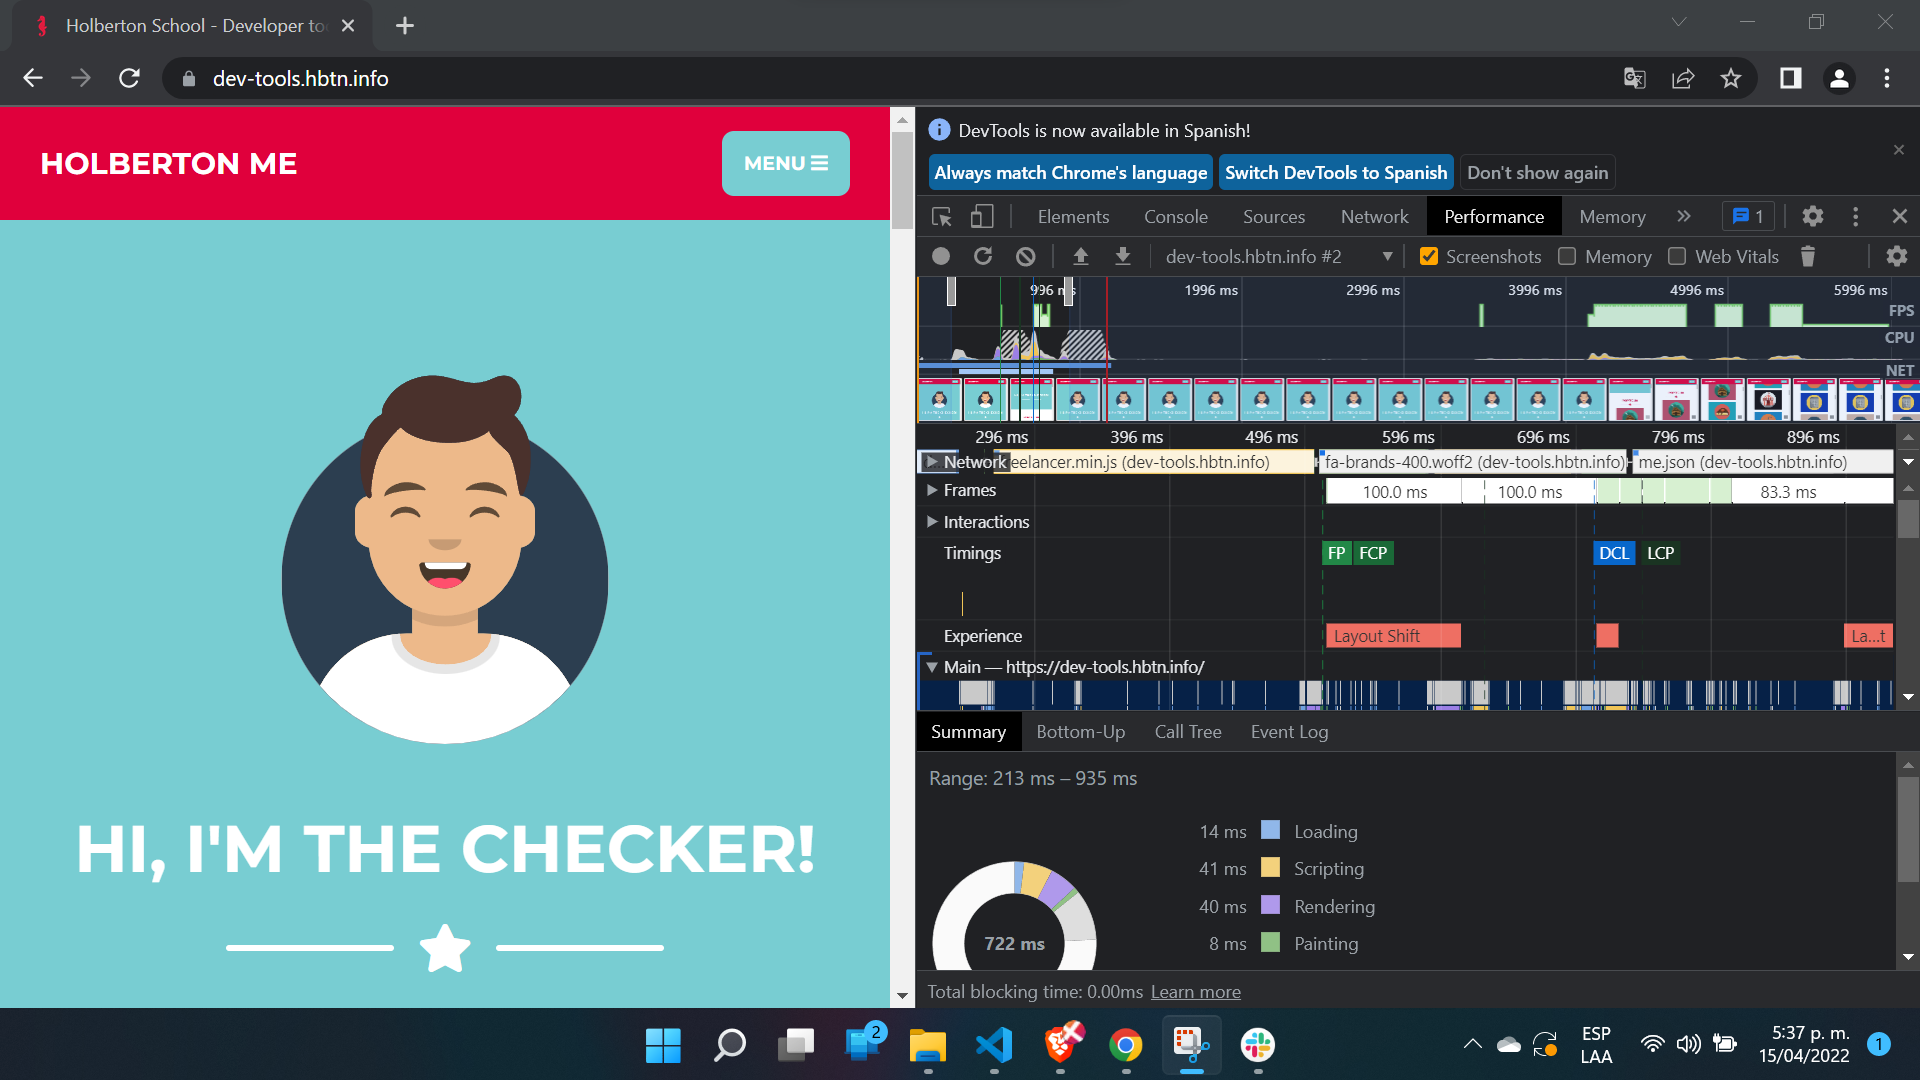 Holberton School - Developer to
dev-tools.hbtn.info
HOLBERTON ME
MENU
HI, I'M THE CHECKER!
DevTools is now available in Spanish!
Always match Chrome's language
Switch DevTools to Spanish
Don't show again
Elements
Console
Sources
Network
Performance
Memory
1
dev-tools.hbtn.info #2
Screenshots
Memory
Web Vitals
996 ms
1996 ms
2996 ms
3996 ms
4996 ms
5996 ms
FPS
CPU
NET
296 ms
396 ms
496 ms
596 ms
696 ms
796 ms
896 ms
Network
eelancer.min.js (dev-tools.hbtn.info)
fa-brands-400.woff2 (dev-tools.hbtn.info)
me.json (dev-tools.hbtn.info)
Frames
100.0 ms
100.0 ms
83.3 ms
Interactions
Timings
FP
FCP
DCL
LCP
Experience
Layout Shift
La...t
Main — https://dev-tools.hbtn.info/
Summary
Bottom-Up
Call Tree
Event Log
Range: 213 ms – 935 ms
722 ms
14 ms Loading
41 ms Scripting
40 ms Rendering
8 ms Painting
Total blocking time: 0.00ms Learn more
2
ESP
LAA
5:37 p. m.
15/04/2022
1